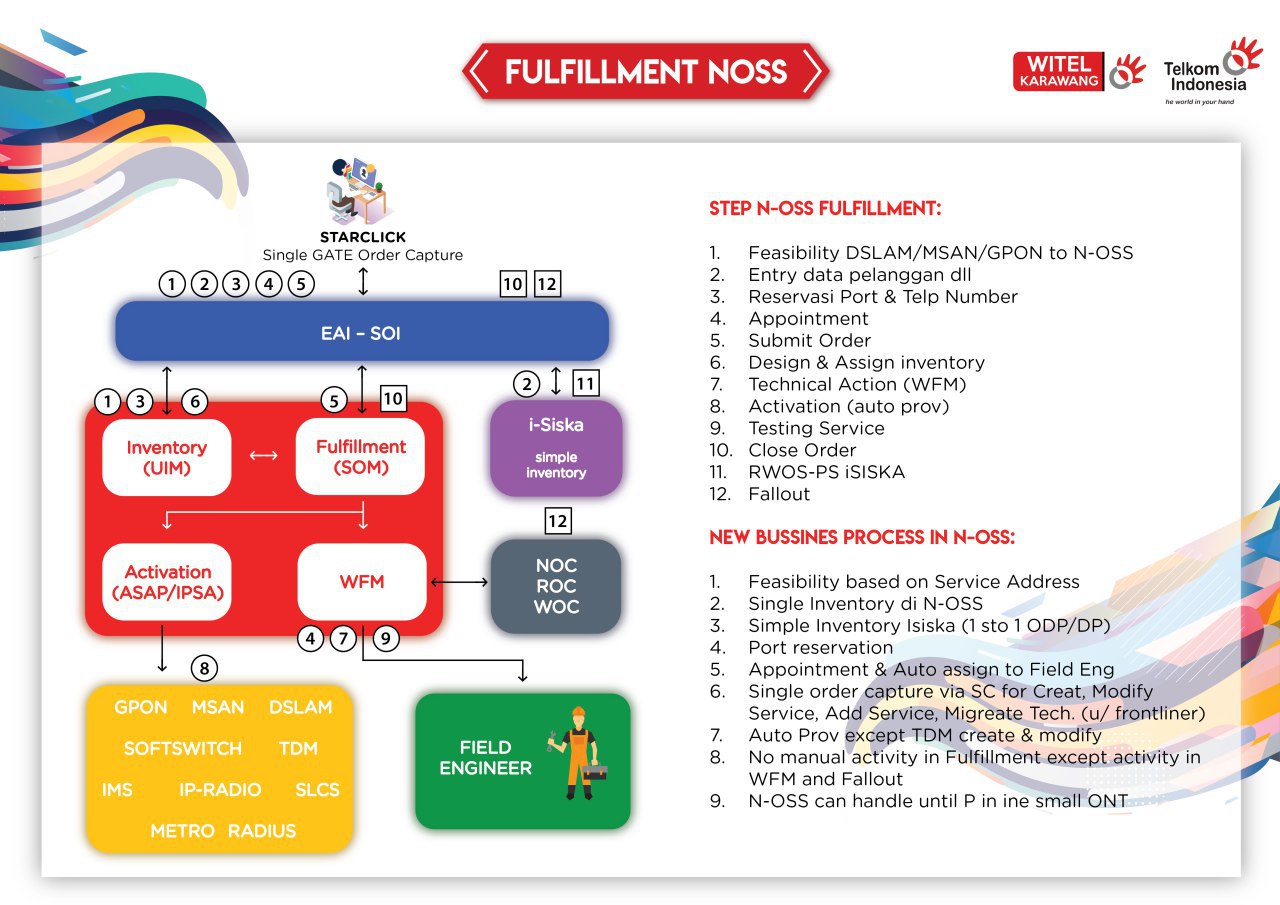 FULFILLMENT NOSS
WITEL
KARAWANG
Telkom
Indonesia
he world in your hand
STARCLICK
Single GATE Order Capture
1 2 3 4 5
10 12
EAI – SOI
1 3 6
5 10
2 11
Inventory
(UIM)
Fulfillment
(SOM)
i-Siska
simple
inventory
12
Activation
(ASAP/IPSA)
WFM
NOC
ROC
WOC
4 7 9
8
GPON MSAN DSLAM
SOFTSWITCH TDM
IMS IP-RADIO SLCS
METRO RADIUS
FIELD
ENGINEER
STEP N-OSS FULFILLMENT:
1. Feasibility DSLAM/MSAN/GPON to N-OSS
2. Entry data pelanggan dll
3. Reservasi Port & Telp Number
4. Appointment
5. Submit Order
6. Design & Assign inventory
7. Technical Action (WFM)
8. Activation (auto prov)
9. Testing Service
10. Close Order
11. RWOS-PS iSISKA
12. Fallout
NEW BUSSINES PROCESS IN N-OSS:
1. Feasibility based on Service Address
2. Single Inventory di N-OSS
3. Simple Inventory Isiska (1 sto 1 ODP/DP)
4. Port reservation
5. Appointment & Auto assign to Field Eng
6. Single order capture via SC for Creat, Modify
Service, Add Service, Migreate Tech. (u/ frontliner)
7. Auto Prov except TDM create & modify
8. No manual activity in Fulfillment except activity in
WFM and Fallout
9. N-OSS can handle until P in ine small ONT